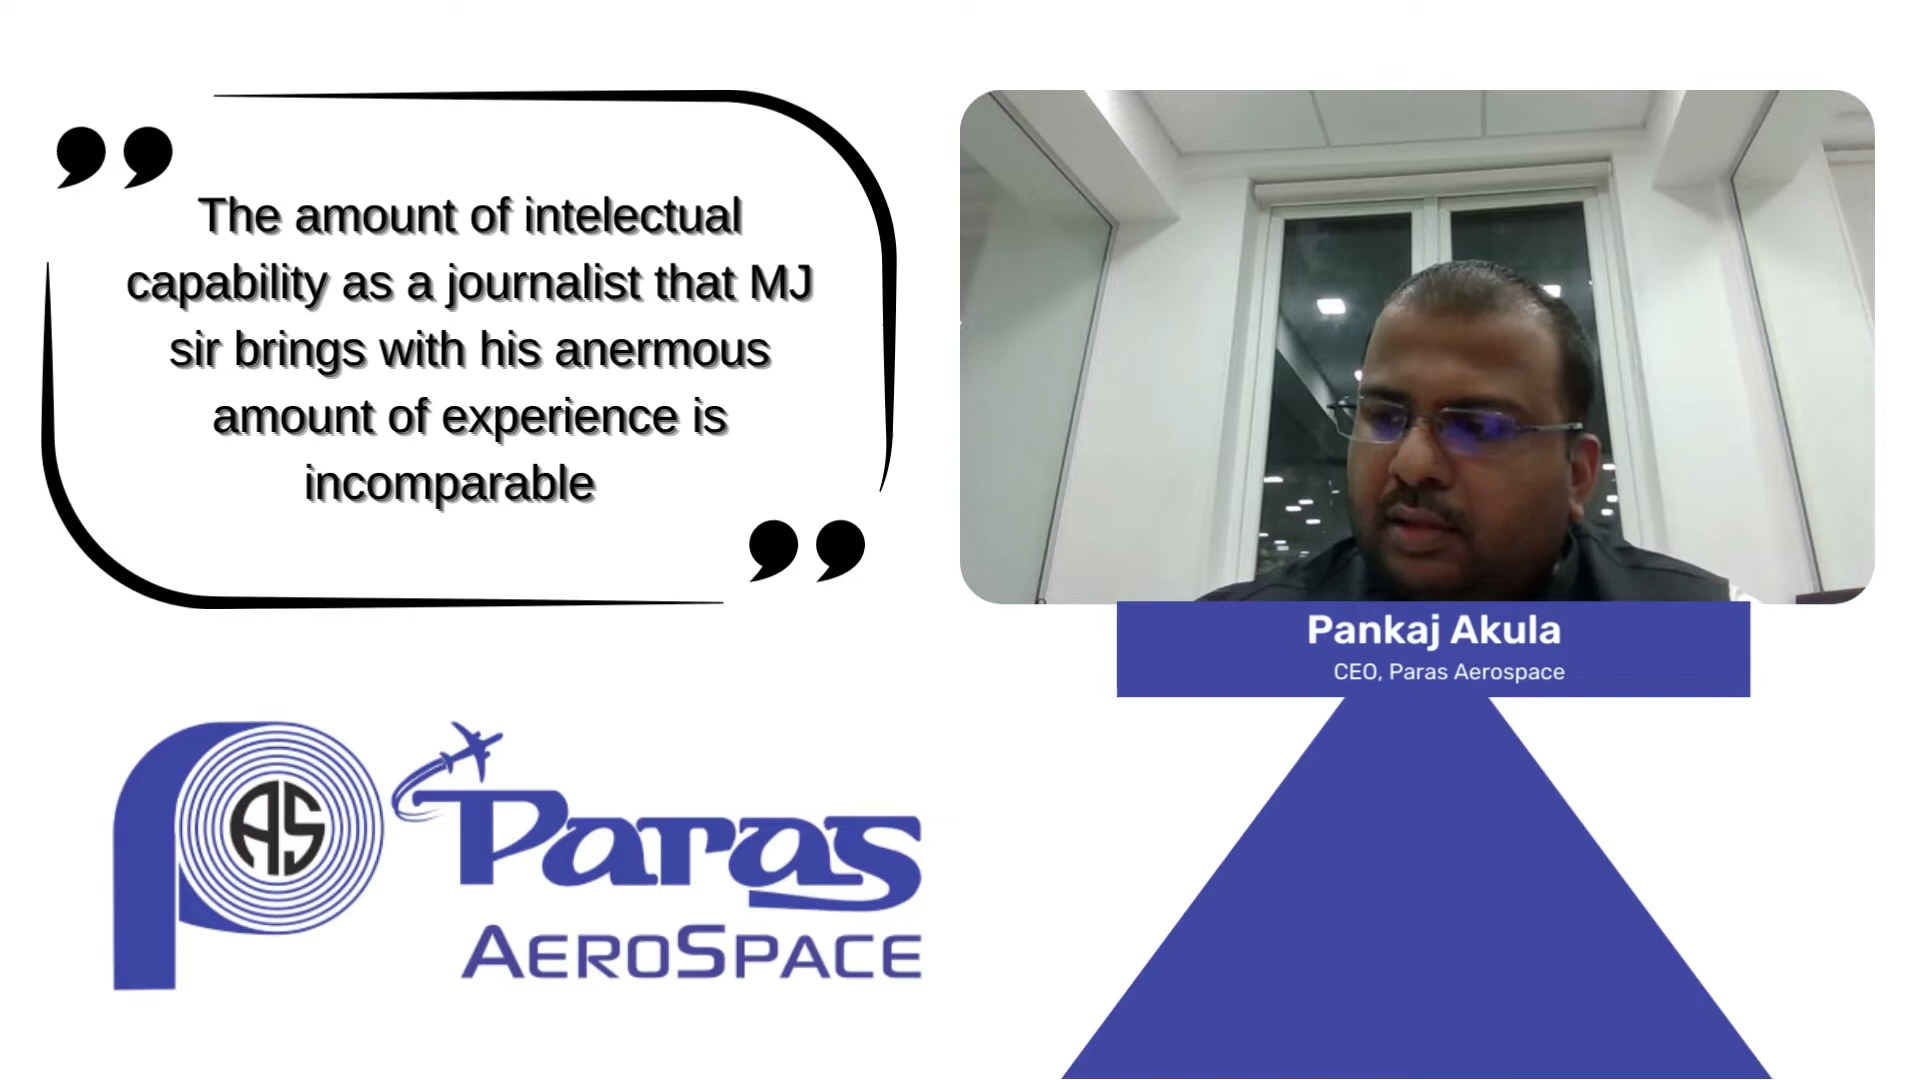 The amount of intelectual
capability as a journalist that MJ
sir brings with his anermous
amount of experience is
incomparable
Pankaj Akula
CEO, Paras Aerospace
AS
Paras
AEROSPACE